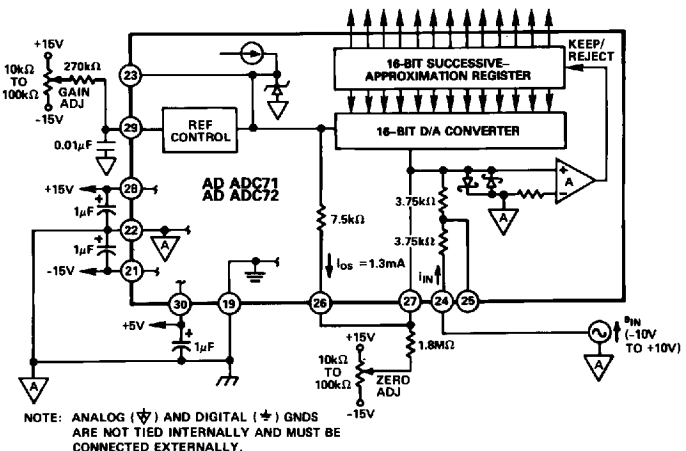 KEEP/
REJECT
16-BIT SUCCESSIVE–
APPROXIMATION REGISTER
+15V
270kΩ
10kΩ
TO
100kΩ
GAIN
ADJ
-15V
23
29
REF
CONTROL
16-BIT D/A CONVERTER
0.01μF
AD ADC71
AD ADC72
+
A
–
+15V
28
3.75kΩ
7.5kΩ
1μF
+
A
22
A
1μF
+
3.75kΩ
-15V
21
iOS = 1.3mA
iIN
30
19
26
27
24
25
+5V
+
1μF
+15V
1.8MΩ
eIN
(-10V
TO +10V)
10kΩ
TO
100kΩ
ZERO
ADJ
-15V
A
A
NOTE: ANALOG (A) AND DIGITAL (⏚) GNDS
ARE NOT TIED INTERNALLY AND MUST BE
CONNECTED EXTERNALLY.